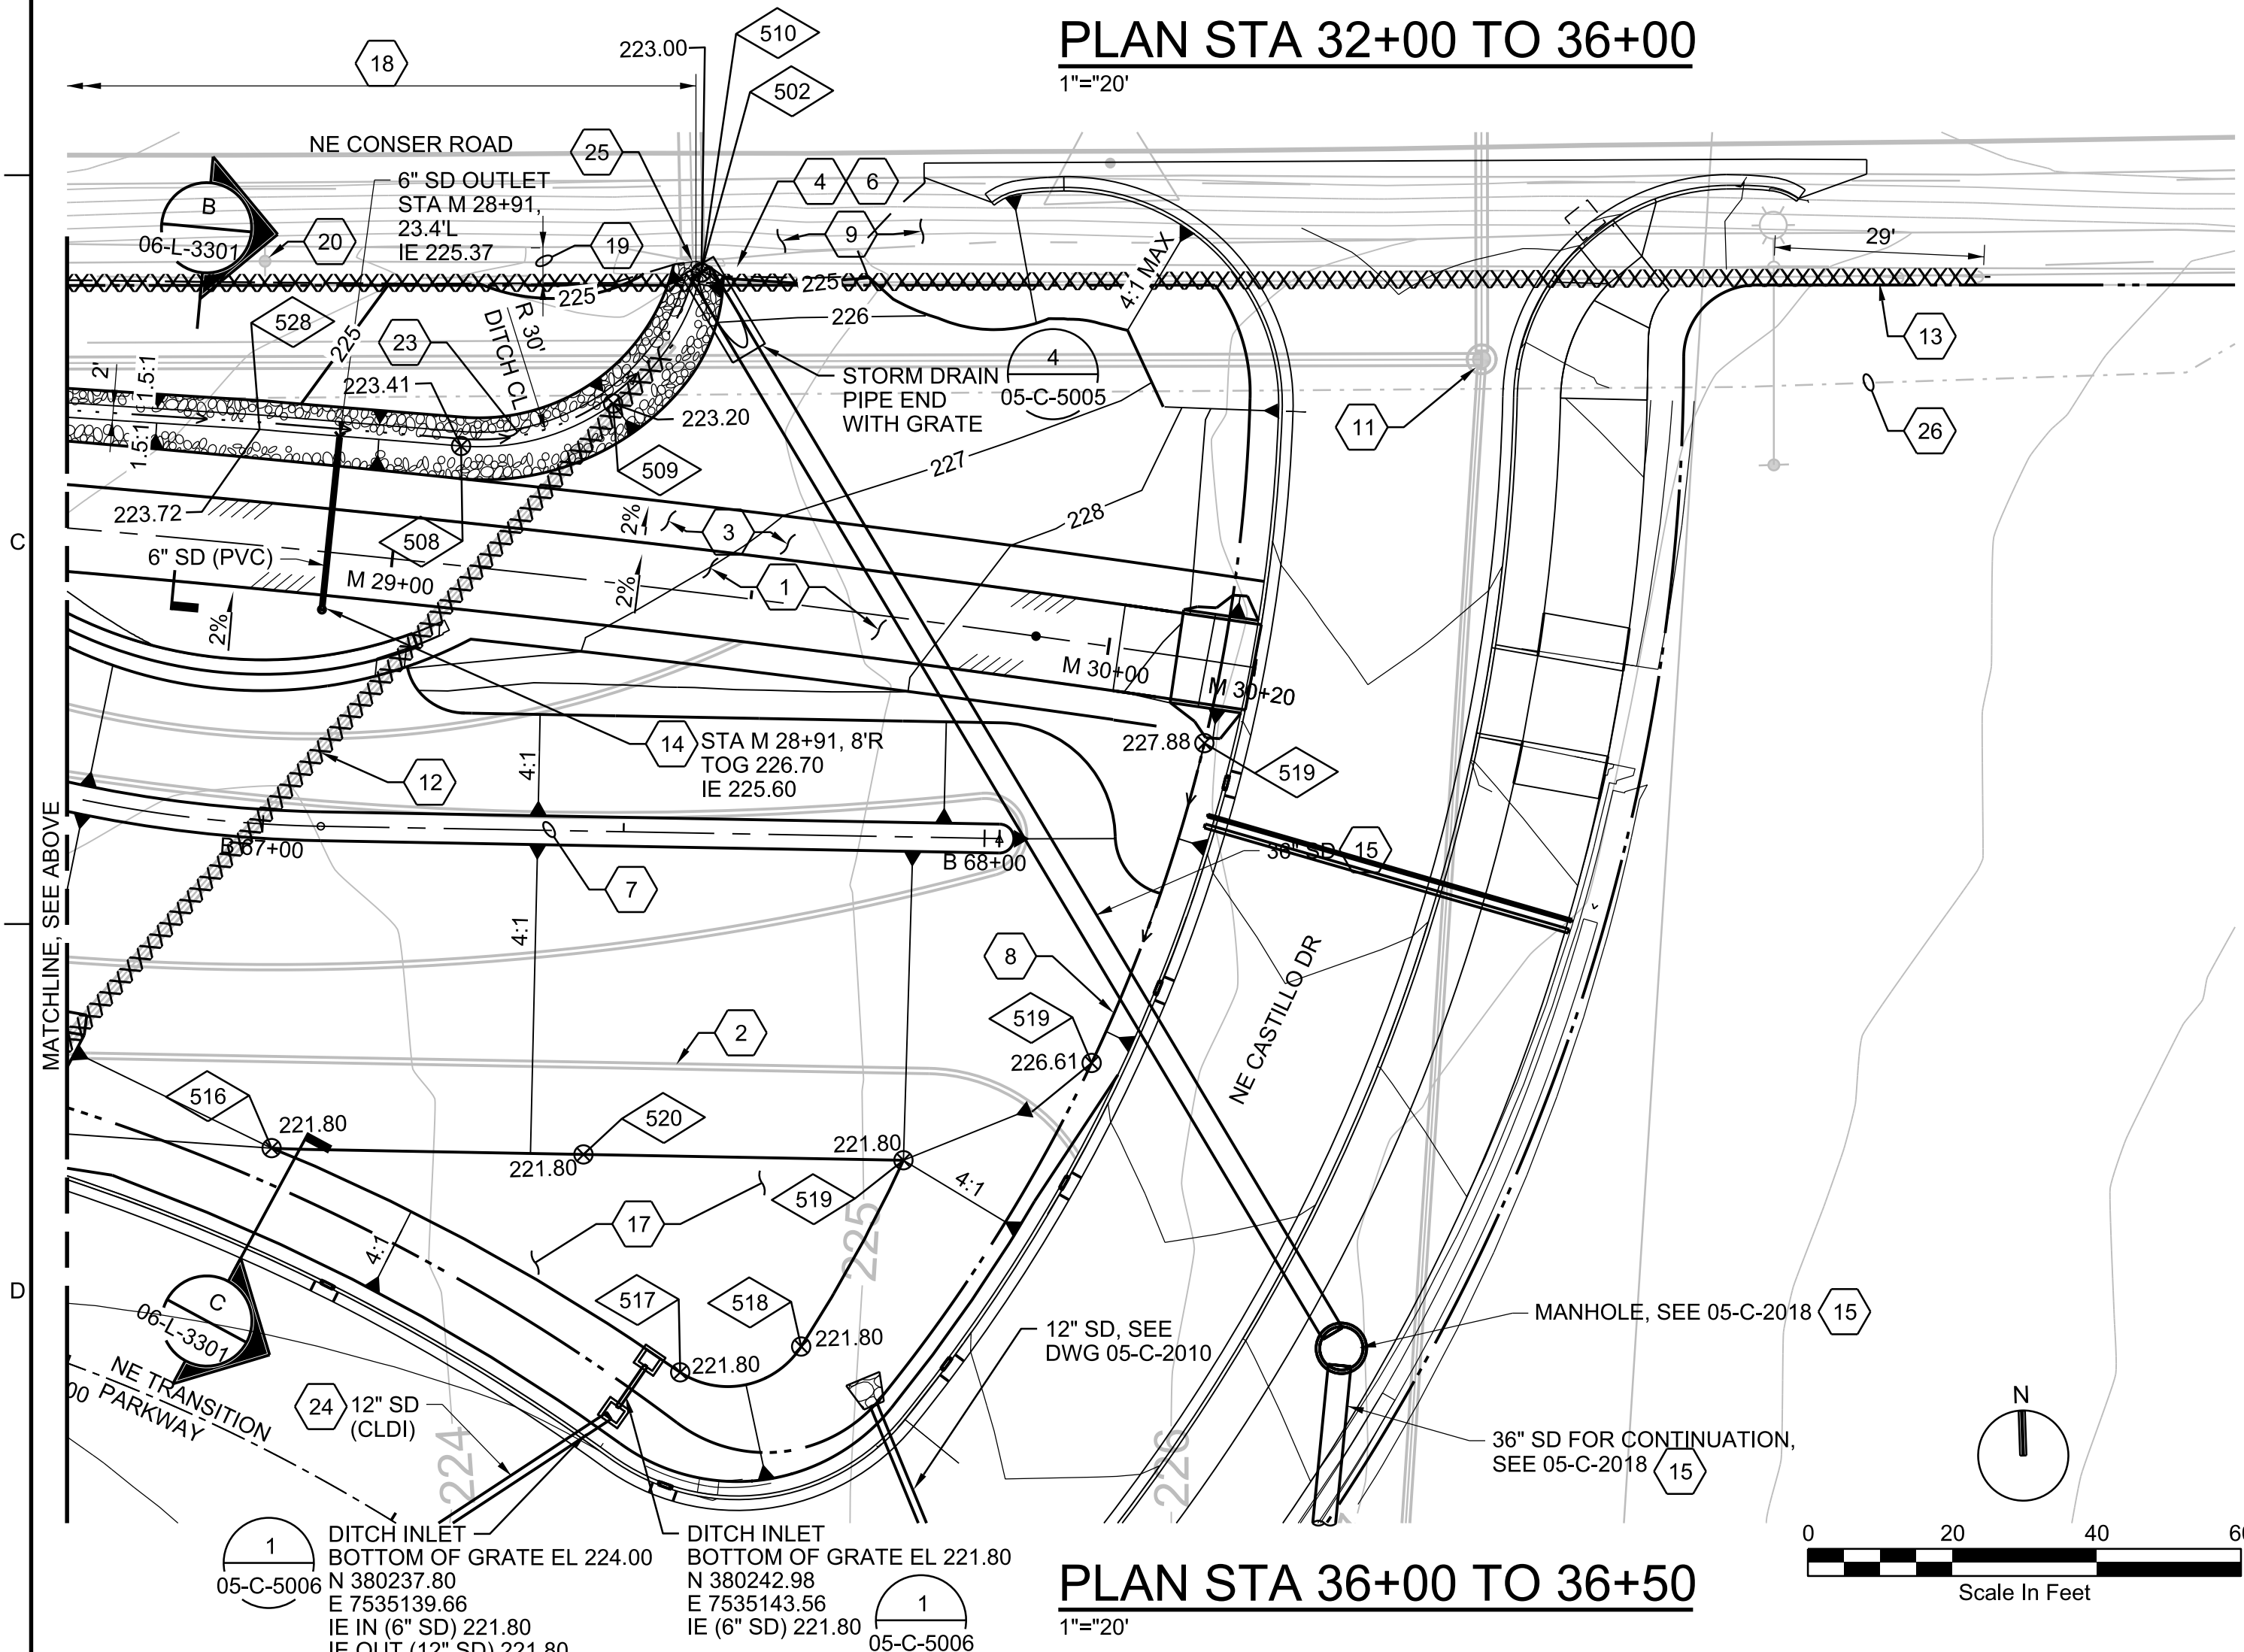 PLAN STA 32+00 TO 36+00
1"="20'
510
223.00
18
502
NE CONSER ROAD
25
6" SD OUTLET
STA M 28+91,
23.4'L
IE 225.37
4
6
B
06-L-3301
20
19
9
29'
4:1 MAX
225
225
226
528
225
R 30'
DITCH CL
23
13
2'
1.5:1
1.5:1
223.41
STORM DRAIN
PIPE END
WITH GRATE
4
05-C-5005
223.20
11
26
509
227
223.72
508
2%
3
228
C
6" SD (PVC)
M 29+00
2%
1
2%
M 30+00
M 30+20
14
STA M 28+91, 8'R
TOG 226.70
IE 225.60
227.88
519
12
4:1
B 67+00
B 68+00
36" SD
15
7
MATCHLINE, SEE ABOVE
4:1
8
NE CASTILLO DR
519
2
226.61
516
221.80
520
221.80
221.80
519
4:1
17
225
4:1
D
C
06-L-3301
517
518
221.80
221.80
12" SD, SEE
DWG 05-C-2010
MANHOLE, SEE 05-C-2018
15
NE TRANSITION
PARKWAY
00
24
12" SD
(CLDI)
224
226
36" SD FOR CONTINUATION,
SEE 05-C-2018
15
N
1
05-C-5006
DITCH INLET
BOTTOM OF GRATE EL 224.00
N 380237.80
E 7535139.66
IE IN (6" SD) 221.80
IE OUT (12" SD) 221.80
DITCH INLET
BOTTOM OF GRATE EL 221.80
N 380242.98
E 7535143.56
IE (6" SD) 221.80
1
05-C-5006
PLAN STA 36+00 TO 36+50
1"="20'
0 20 40 60
Scale In Feet